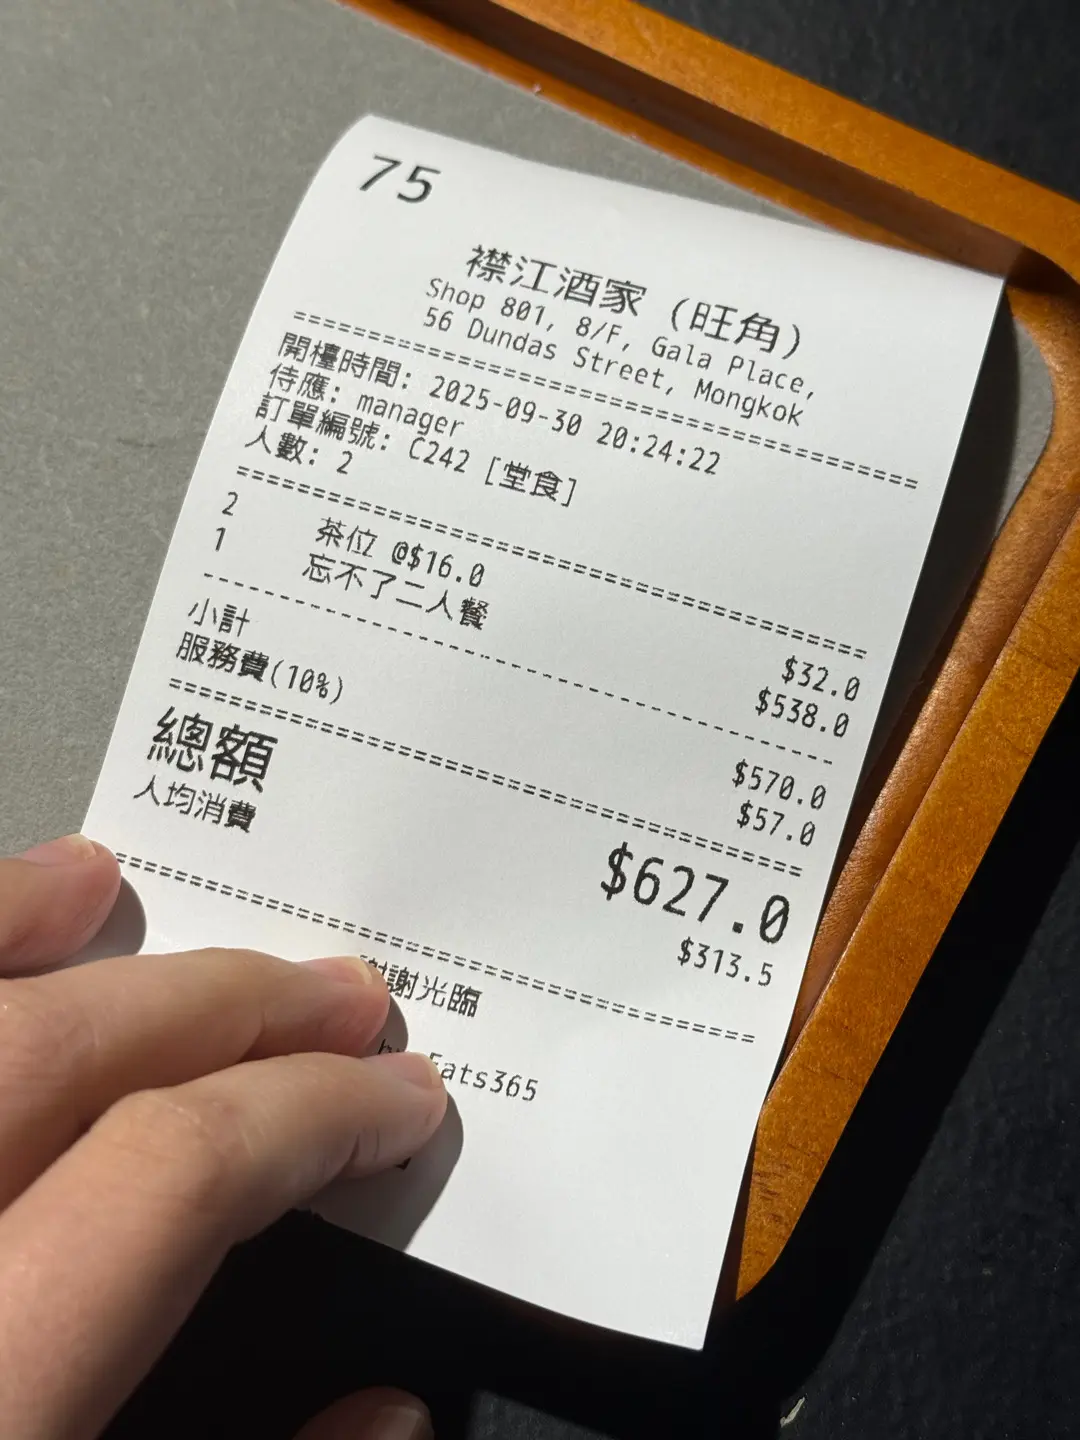 75
襟江酒家 (旺角)
Shop 801, 8/F, Gala Place,
56 Dundas Street, Mongkok
================================================
開檯時間: 2025-09-30 20:24:22
侍應: manager
訂單編號: C242 [堂食]
人數: 2
================================================
2 茶位 @$16.0 $32.0
1 忘不了二人餐 $538.0
------------------------------------------------
小計 $570.0
服務費(10%) $57.0
================================================
總額 $627.0
人均消費 $313.5
================================================
謝光臨
Eats365